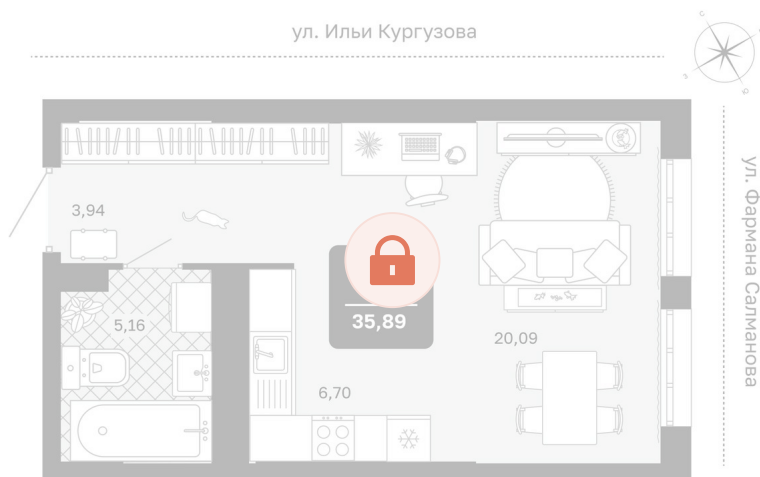 ул. Ильи Кургузова
С
З
Ю
ул. Фармана Салманова
3,94
5,16
35,89
20,09
6,70